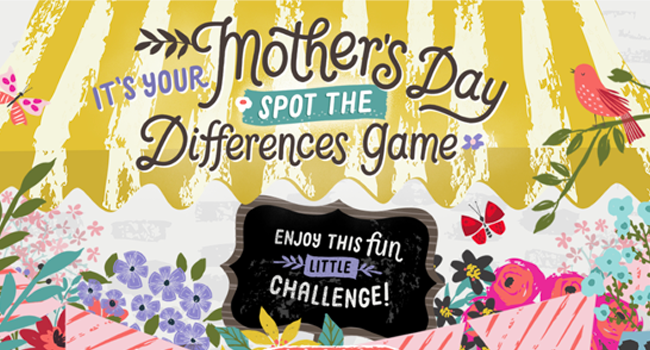 IT'S YOUR Mother's Day
SPOT THE
Differences Game
ENJOY THIS fun
LITTLE
CHALLENGE!